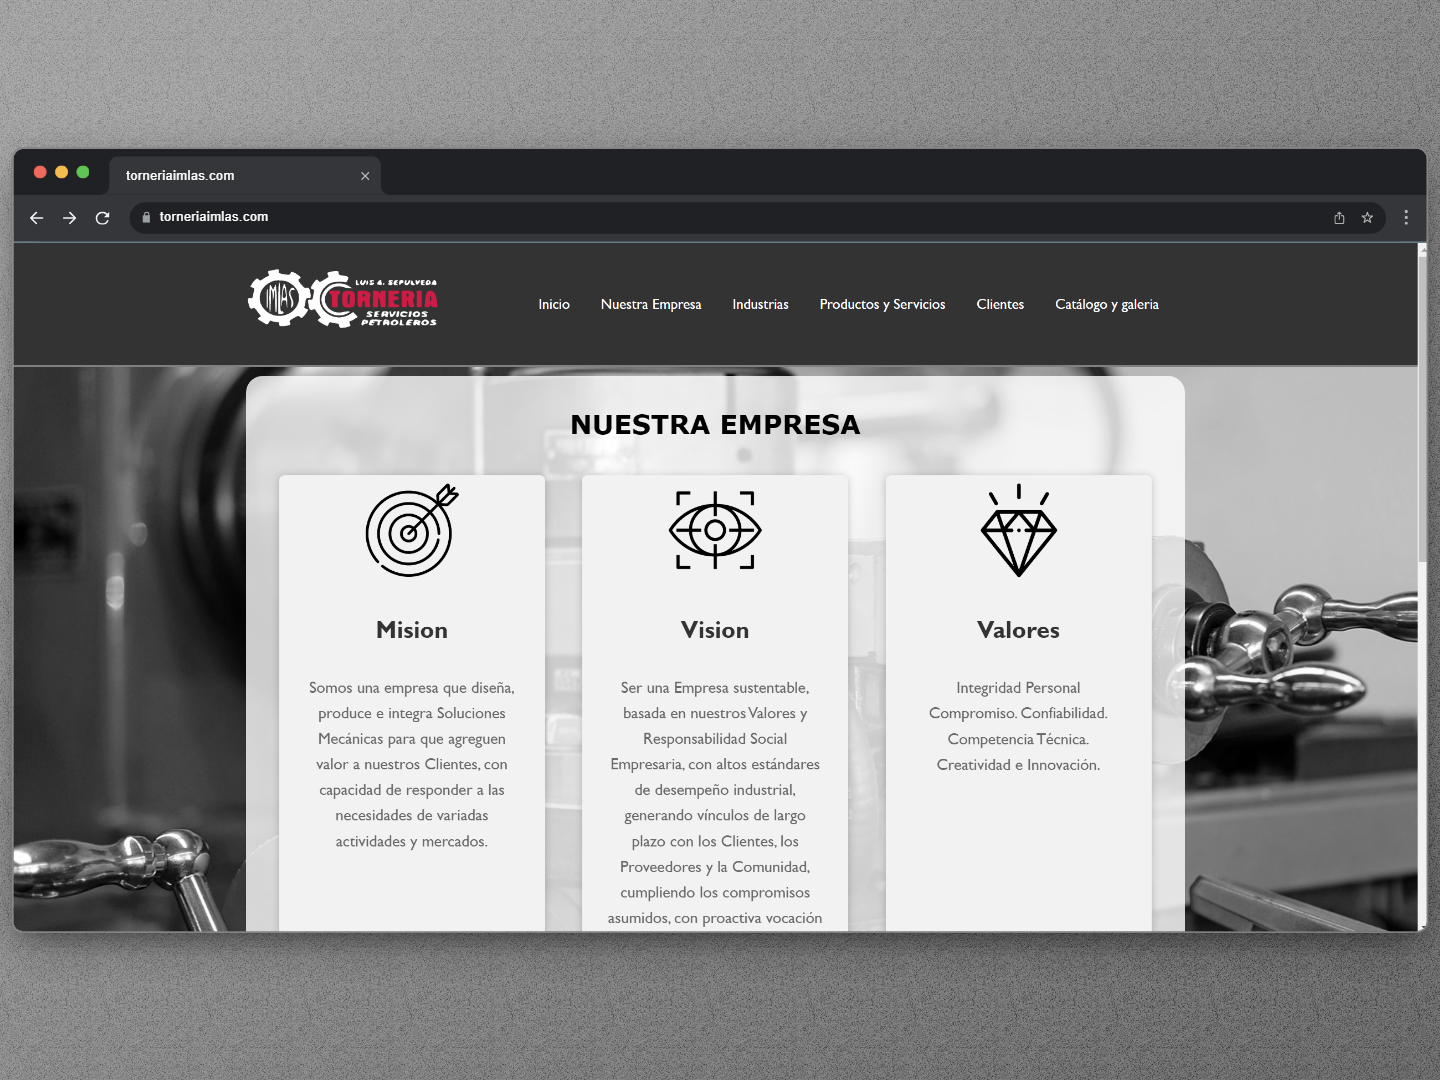 torneriaimlas.com
torneriaimlas.com
IMLAS
LUIS A. SEPULVEDA
TORNERIA
SERVICIOS
PETROLEROS
Inicio
Nuestra Empresa
Industrias
Productos y Servicios
Clientes
Catálogo y galeria
NUESTRA EMPRESA
Mision
Somos una empresa que diseña,
produce e integra Soluciones
Mecánicas para que agreguen
valor a nuestros Clientes, con
capacidad de responder a las
necesidades de variadas
actividades y mercados.
Vision
Ser una Empresa sustentable,
basada en nuestros Valores y
Responsabilidad Social
Empresaria, con altos estándares
de desempeño industrial,
generando vínculos de largo
plazo con los Clientes, los
Proveedores y la Comunidad,
cumpliendo los compromisos
asumidos, con proactiva vocación
Valores
Integridad Personal
Compromiso. Confiabilidad.
Competencia Técnica.
Creatividad e Innovación.